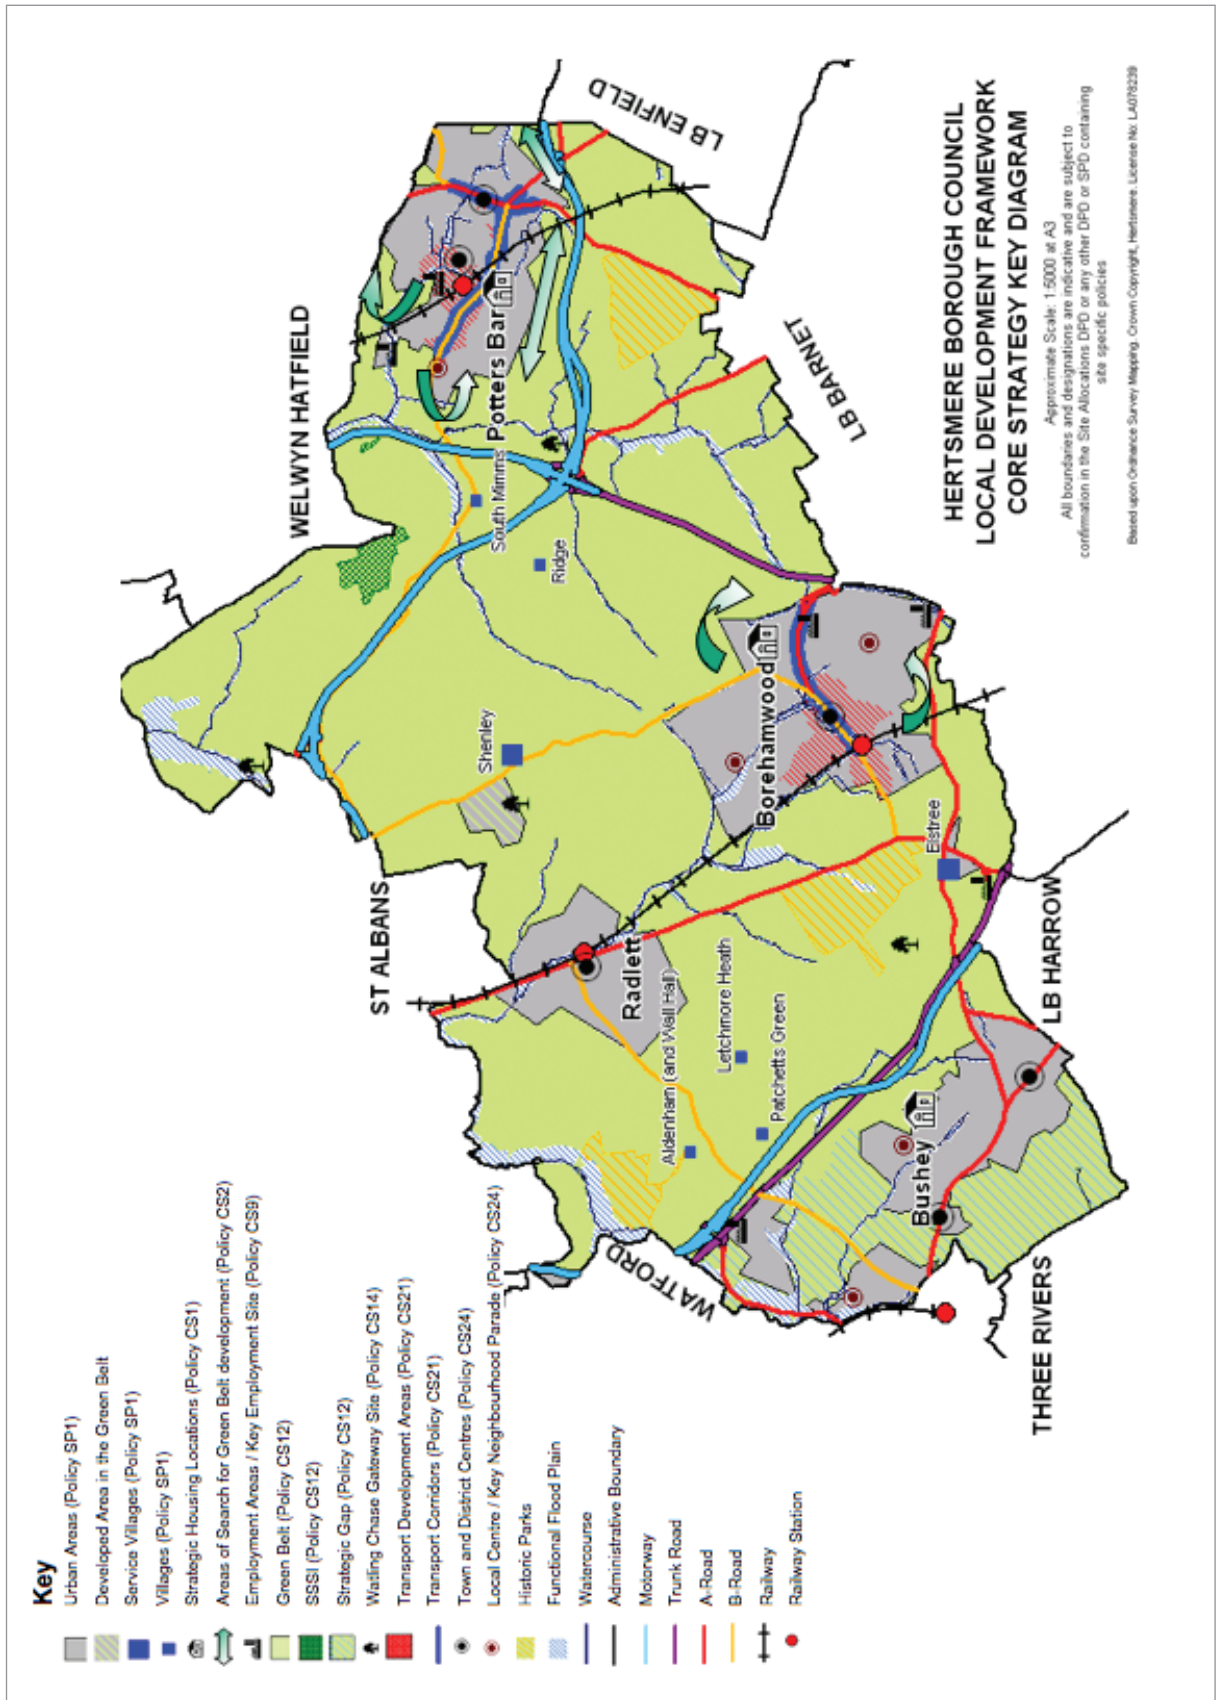 HERTSMERE BOROUGH COUNCIL
LOCAL DEVELOPMENT FRAMEWORK
CORE STRATEGY KEY DIAGRAM
Approximate Scale: 1:5000 at A3
All boundaries and designations are indicative and are subject to
confirmation in the Site Allocations DPD or any other DPD or SPD containing
site specific policies
Based upon Ordnance Survey Mapping. Crown Copyright, Hertsmere. License No: LA078239
Key
Urban Areas (Policy SP1)
Developed Area in the Green Belt
Service Villages (Policy SP1)
Villages (Policy SP1)
Strategic Housing Locations (Policy CS1)
Areas of Search for Green Belt development (Policy CS2)
Employment Areas / Key Employment Site (Policy CS9)
Green Belt (Policy CS12)
SSSI (Policy CS12)
Strategic Gap (Policy CS12)
Watling Chase Gateway Site (Policy CS14)
Transport Development Areas (Policy CS21)
Transport Corridors (Policy CS21)
Town and District Centres (Policy CS24)
Local Centre / Key Neighbourhood Parade (Policy CS24)
Historic Parks
Functional Flood Plain
Watercourse
Administrative Boundary
Motorway
Trunk Road
A-Road
B-Road
Railway
Railway Station
WELWYN HATFIELD
ST ALBANS
WATFORD
THREE RIVERS
LB HARROW
LB BARNET
LB ENFIELD
Potters Bar
South Mimms
Ridge
Shenley
Borehamwood
Elstree
Radlett
Aldenham (and Wall Hall)
Letchmore Heath
Patchetts Green
Bushey